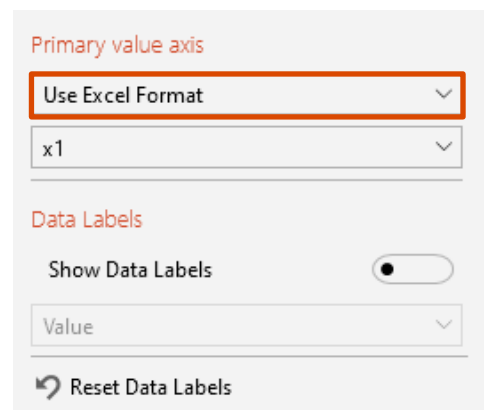 Primary value axis
Use Excel Format
x1
Data Labels
Show Data Labels
Value
Reset Data Labels